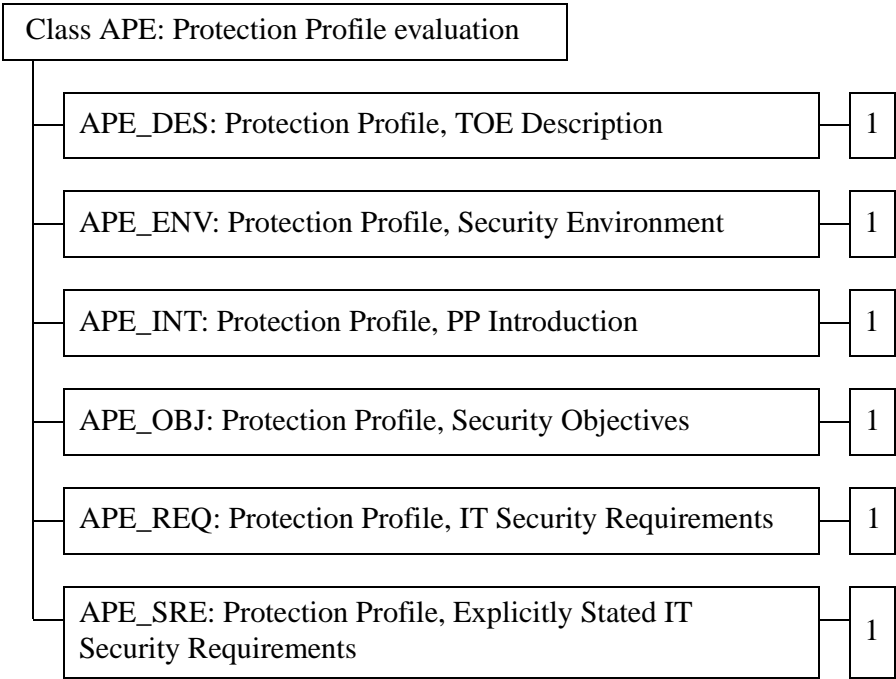 Class APE: Protection Profile evaluation
APE_DES: Protection Profile, TOE Description 1
APE_ENV: Protection Profile, Security Environment 1
APE_INT: Protection Profile, PP Introduction 1
APE_OBJ: Protection Profile, Security Objectives 1
APE_REQ: Protection Profile, IT Security Requirements 1
APE_SRE: Protection Profile, Explicitly Stated IT
Security Requirements 1